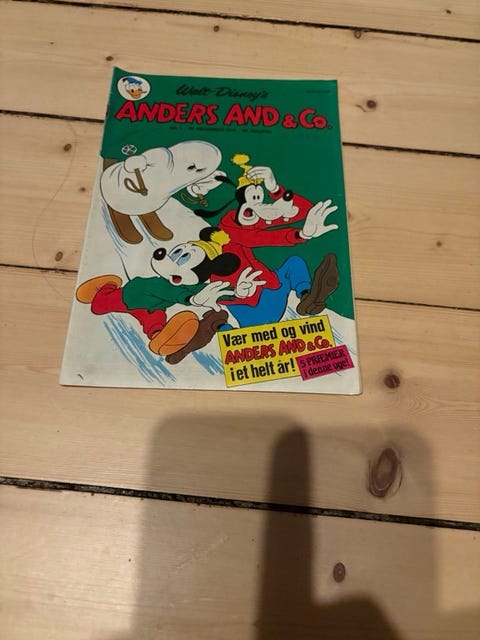 Walt Disney's
ANDERS AND & Co.
Vær med og vind
ANDERS AND & Co.
i et helt år!
5 PRÆMIER
i denne uge!